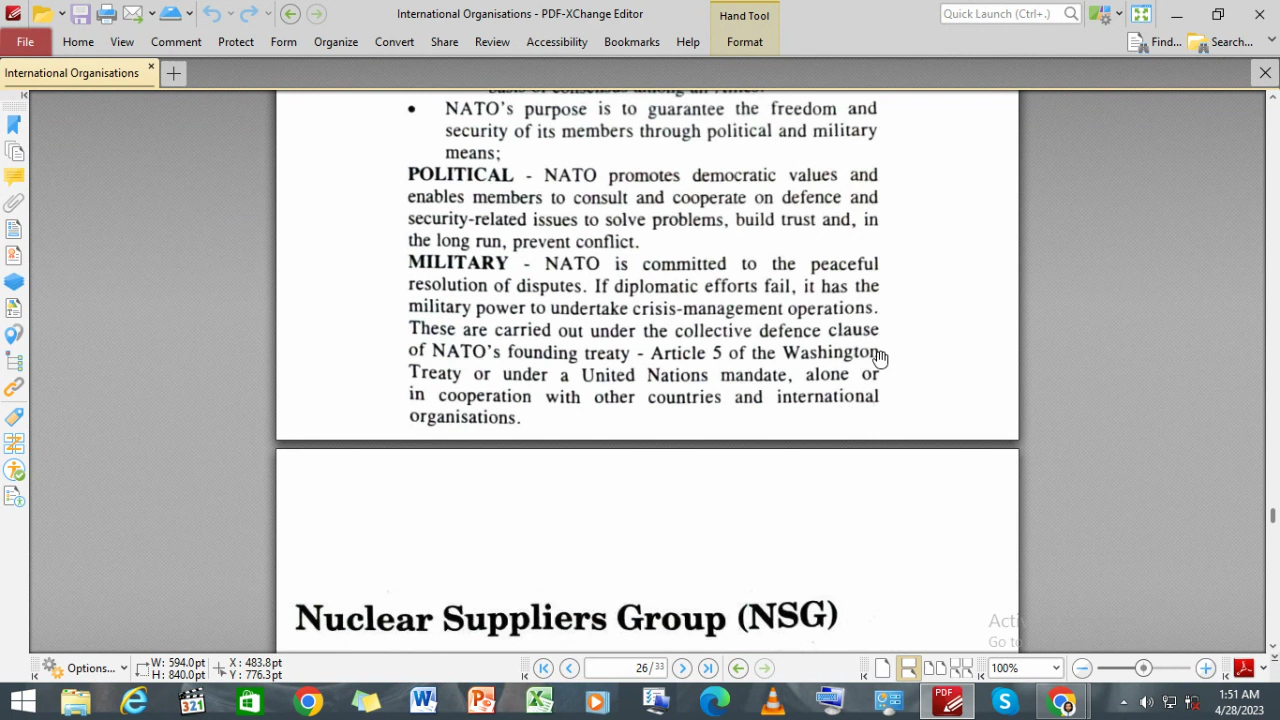 International Organisations - PDF-XChange Editor
Hand Tool
Quick Launch (Ctrl+.)
File Home View Comment Protect Form Organize Convert Share Review Accessibility Bookmarks Help Format
Find... Search...
International Organisations
• NATO's purpose is to guarantee the freedom and
security of its members through political and military
means;
POLITICAL - NATO promotes democratic values and
enables members to consult and cooperate on defence and
security-related issues to solve problems, build trust and, in
the long run, prevent conflict.
MILITARY - NATO is committed to the peaceful
resolution of disputes. If diplomatic efforts fail, it has the
military power to undertake crisis-management operations.
These are carried out under the collective defence clause
of NATO's founding treaty - Article 5 of the Washington
Treaty or under a United Nations mandate, alone or
in cooperation with other countries and international
organisations.
Nuclear Suppliers Group (NSG)
Acti
Go to
Options... W: 594.0pt X: 483.8pt
H: 840.0pt Y: 776.3pt
26 / 33
100%
321
W P X
PDF
S
1:51 AM
4/28/2023